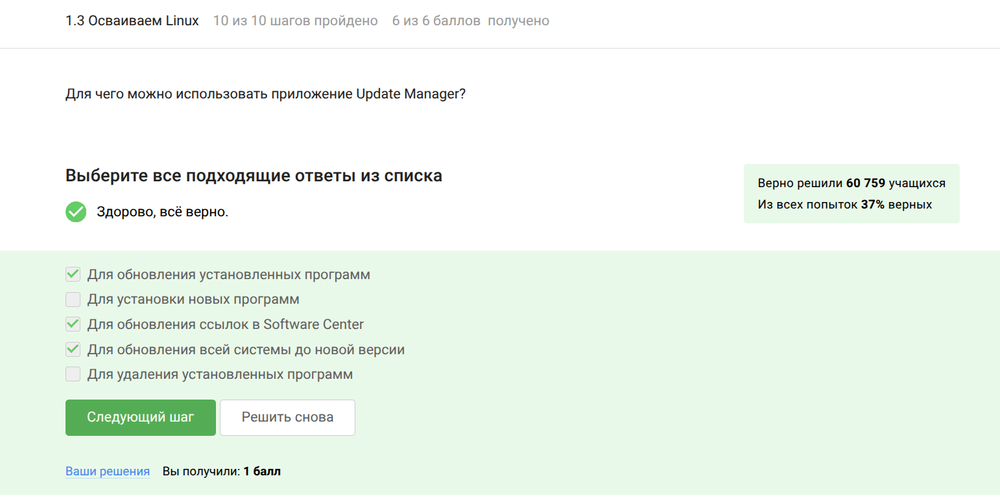 1.3 Осваиваем Linux 10 из 10 шагов пройдено 6 из 6 баллов получено
Для чего можно использовать приложение Update Manager?
Выберите все подходящие ответы из списка
Здорово, всё верно.
Верно решили 60 759 учащихся
Из всех попыток 37% верных
Для обновления установленных программ
Для установки новых программ
Для обновления ссылок в Software Center
Для обновления всей системы до новой версии
Для удаления установленных программ
Следующий шаг Решить снова
Ваши решения Вы получили: 1 балл